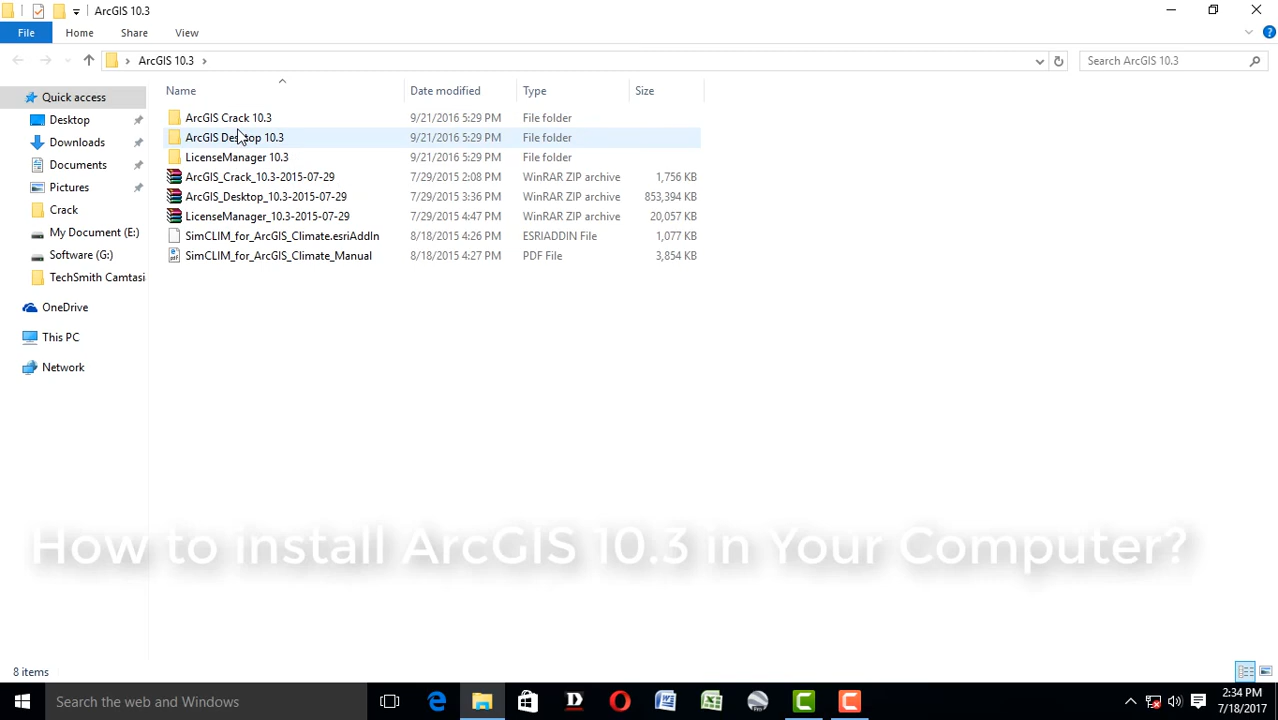 ArcGIS 10.3
File Home Share View
ArcGIS 10.3
Search ArcGIS 10.3
Name Date modified Type Size
Quick access
Desktop
Downloads
Documents
Pictures
Crack
My Document (E:)
Software (G:)
TechSmith Camtasi
OneDrive
This PC
Network
ArcGIS Crack 10.3 9/21/2016 5:29 PM File folder
ArcGIS Desktop 10.3 9/21/2016 5:29 PM File folder
LicenseManager 10.3 9/21/2016 5:29 PM File folder
ArcGIS_Crack_10.3-2015-07-29 7/29/2015 2:08 PM WinRAR ZIP archive 1,756 KB
ArcGIS_Desktop_10.3-2015-07-29 7/29/2015 3:36 PM WinRAR ZIP archive 853,394 KB
LicenseManager_10.3-2015-07-29 7/29/2015 4:47 PM WinRAR ZIP archive 20,057 KB
SimCLIM_for_ArcGIS_Climate.esriAddIn 8/18/2015 4:26 PM ESRIADDIN File 1,077 KB
SimCLIM_for_ArcGIS_Climate_Manual 8/18/2015 4:27 PM PDF File 3,854 KB
How to install ArcGIS 10.3 in Your Computer?
8 items
Search the web and Windows
2:34 PM
7/18/2017